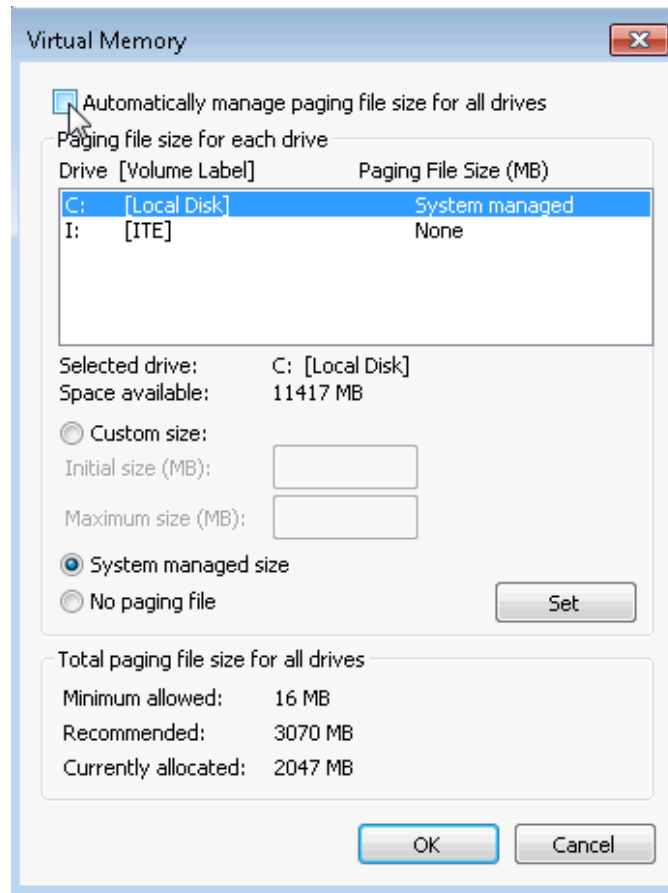 Virtual Memory
Automatically manage paging file size for all drives
Paging file size for each drive
Drive [Volume Label] Paging File Size (MB)
C: [Local Disk] System managed
I: [ITE] None
Selected drive: C: [Local Disk]
Space available: 11417 MB
Custom size:
Initial size (MB):
Maximum size (MB):
System managed size
No paging file Set
Total paging file size for all drives
Minimum allowed: 16 MB
Recommended: 3070 MB
Currently allocated: 2047 MB
OK Cancel